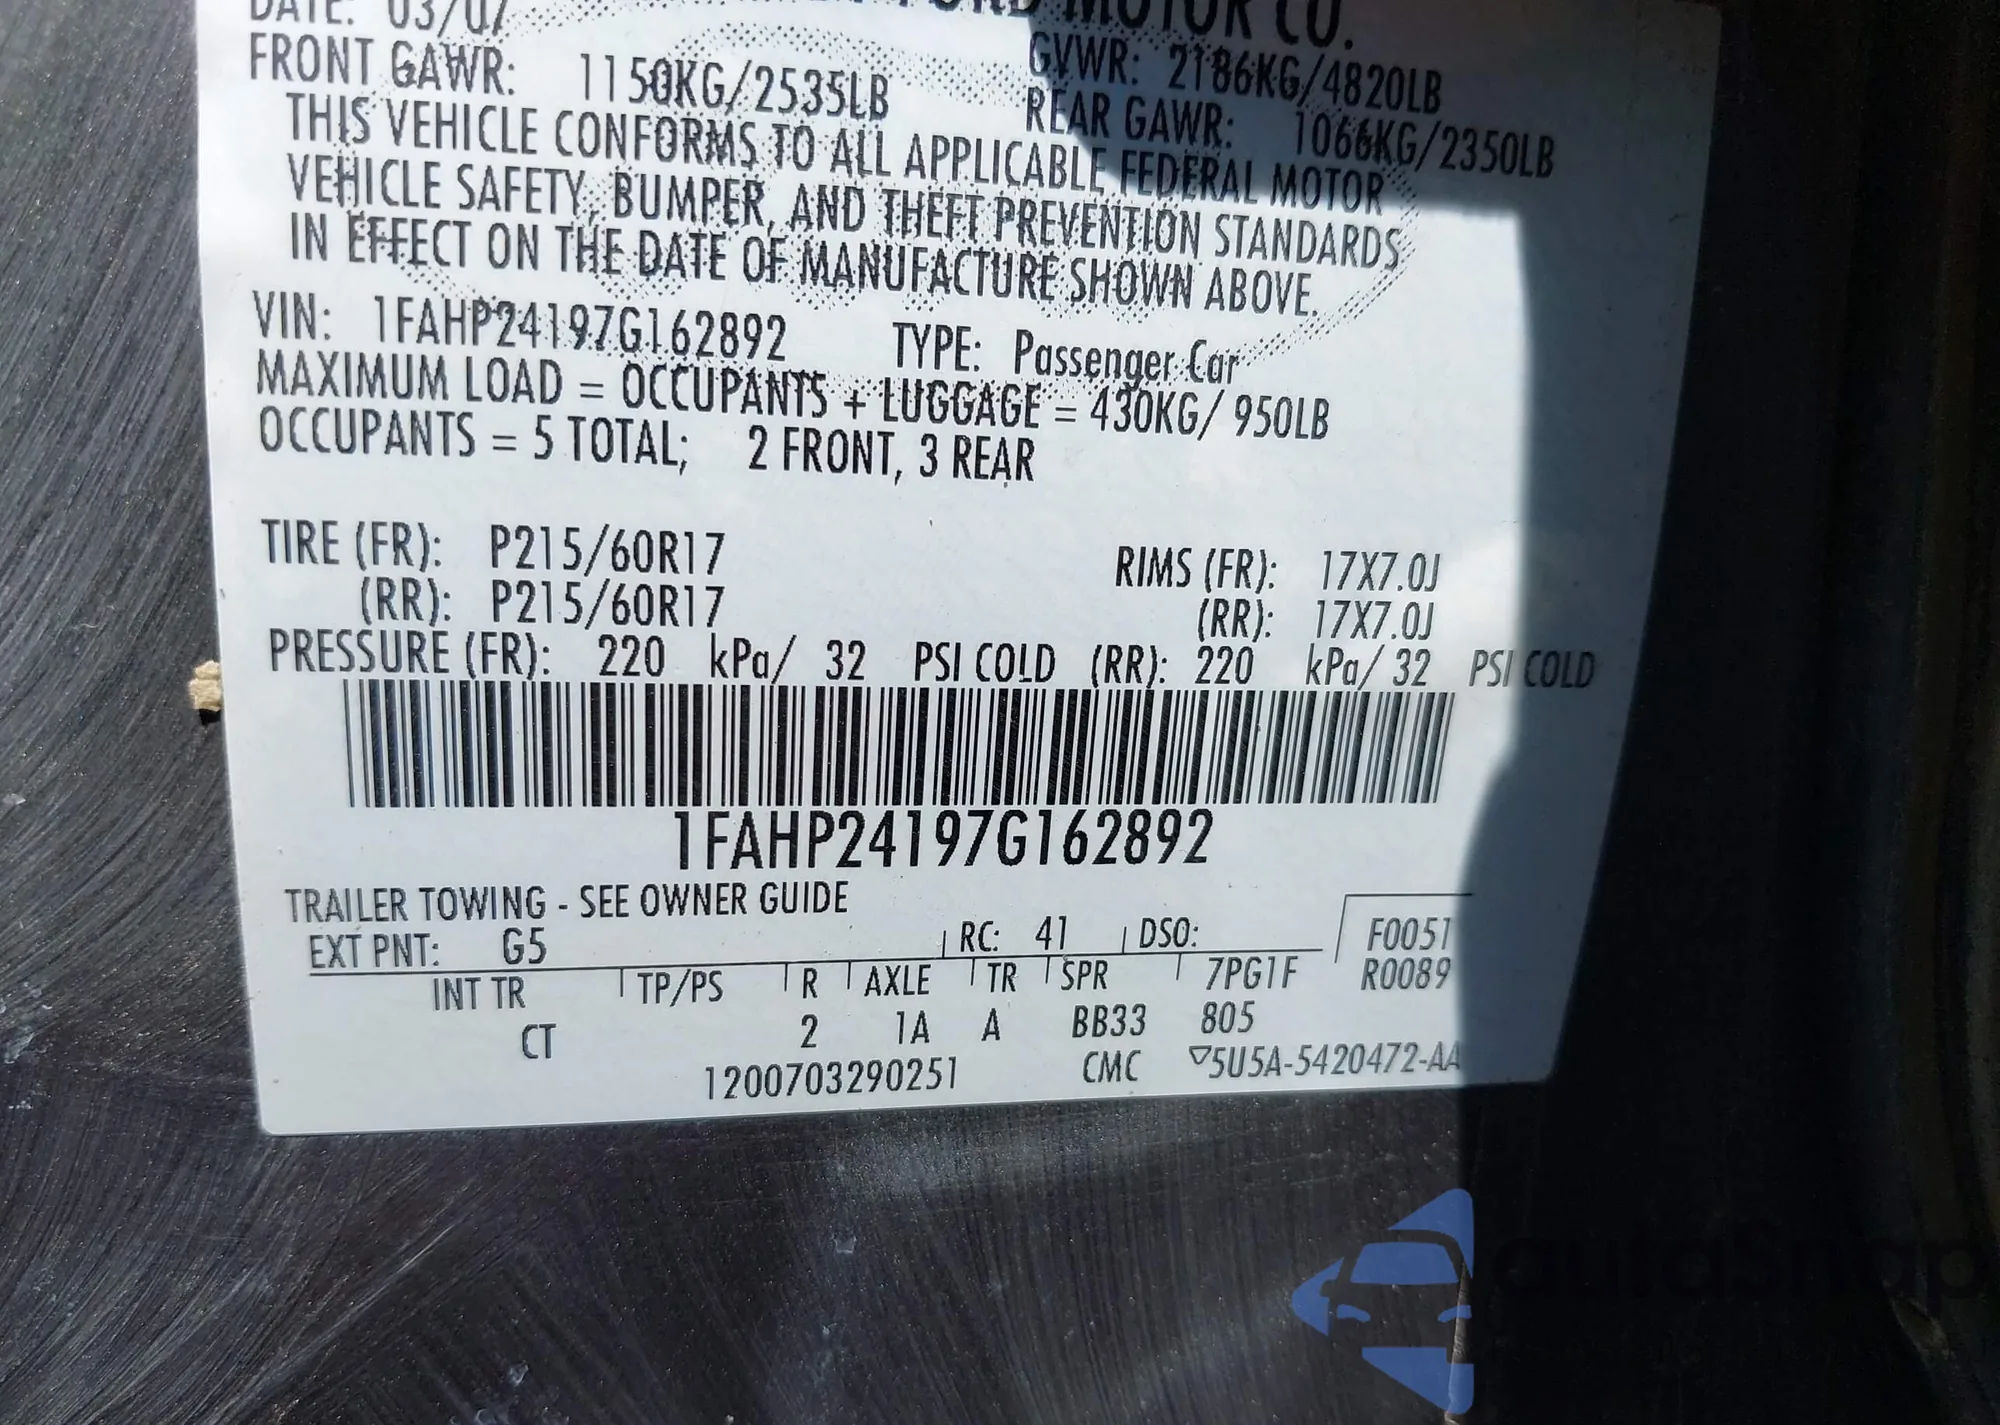 DATE: 03/07 FORD MOTOR CO.
FRONT GAWR: 1150KG/2535LB GVWR: 2186KG/4820LB
REAR GAWR: 1066KG/2350LB
THIS VEHICLE CONFORMS TO ALL APPLICABLE FEDERAL MOTOR
VEHICLE SAFETY, BUMPER, AND THEFT PREVENTION STANDARDS
IN EFFECT ON THE DATE OF MANUFACTURE SHOWN ABOVE.
VIN: 1FAHP24197G162892 TYPE: Passenger Car
MAXIMUM LOAD = OCCUPANTS + LUGGAGE = 430KG/ 950LB
OCCUPANTS = 5 TOTAL; 2 FRONT, 3 REAR
TIRE (FR): P215/60R17 RIMS (FR): 17X7.0J
(RR): P215/60R17 (RR): 17X7.0J
PRESSURE (FR): 220 kPa/ 32 PSI COLD (RR): 220 kPa/ 32 PSI COLD
1FAHP24197G162892
TRAILER TOWING - SEE OWNER GUIDE
EXT PNT: G5 RC: 41 DSO: F0051
INT TR TP/PS R AXLE TR SPR 7PG1F R0089
CT 2 1A A BB33 805
1200703290251 CMC ▽5U5A-5420472-AA
autosnap